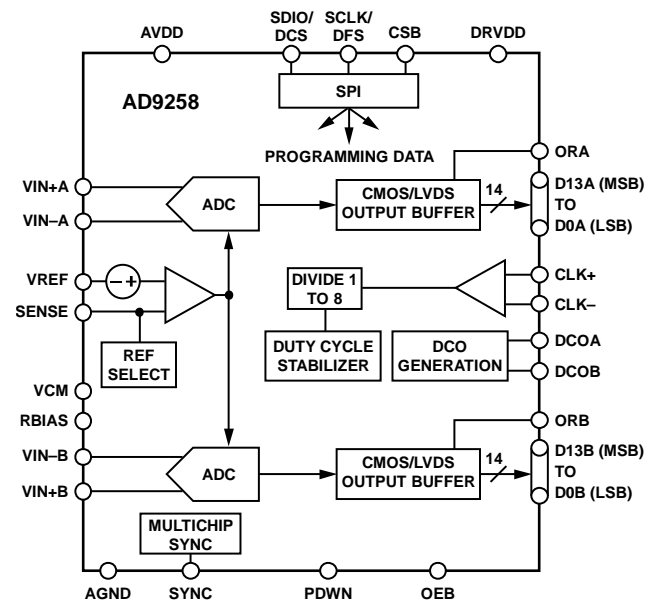 SDIO/
DCS
SCLK/
DFS
AVDD
CSB
DRVDD
SPI
AD9258
PROGRAMMING DATA
ORA
VIN+A
VIN–A
ADC
CMOS/LVDS
OUTPUT BUFFER
14
D13A (MSB)
TO
D0A (LSB)
VREF
– +
SENSE
REF
SELECT
DIVIDE 1
TO 8
CLK+
CLK–
DUTY CYCLE
STABILIZER
DCO
GENERATION
DCOA
DCOB
VCM
RBIAS
ORB
VIN–B
VIN+B
ADC
CMOS/LVDS
OUTPUT BUFFER
14
D13B (MSB)
TO
D0B (LSB)
MULTICHIP
SYNC
AGND
SYNC
PDWN
OEB